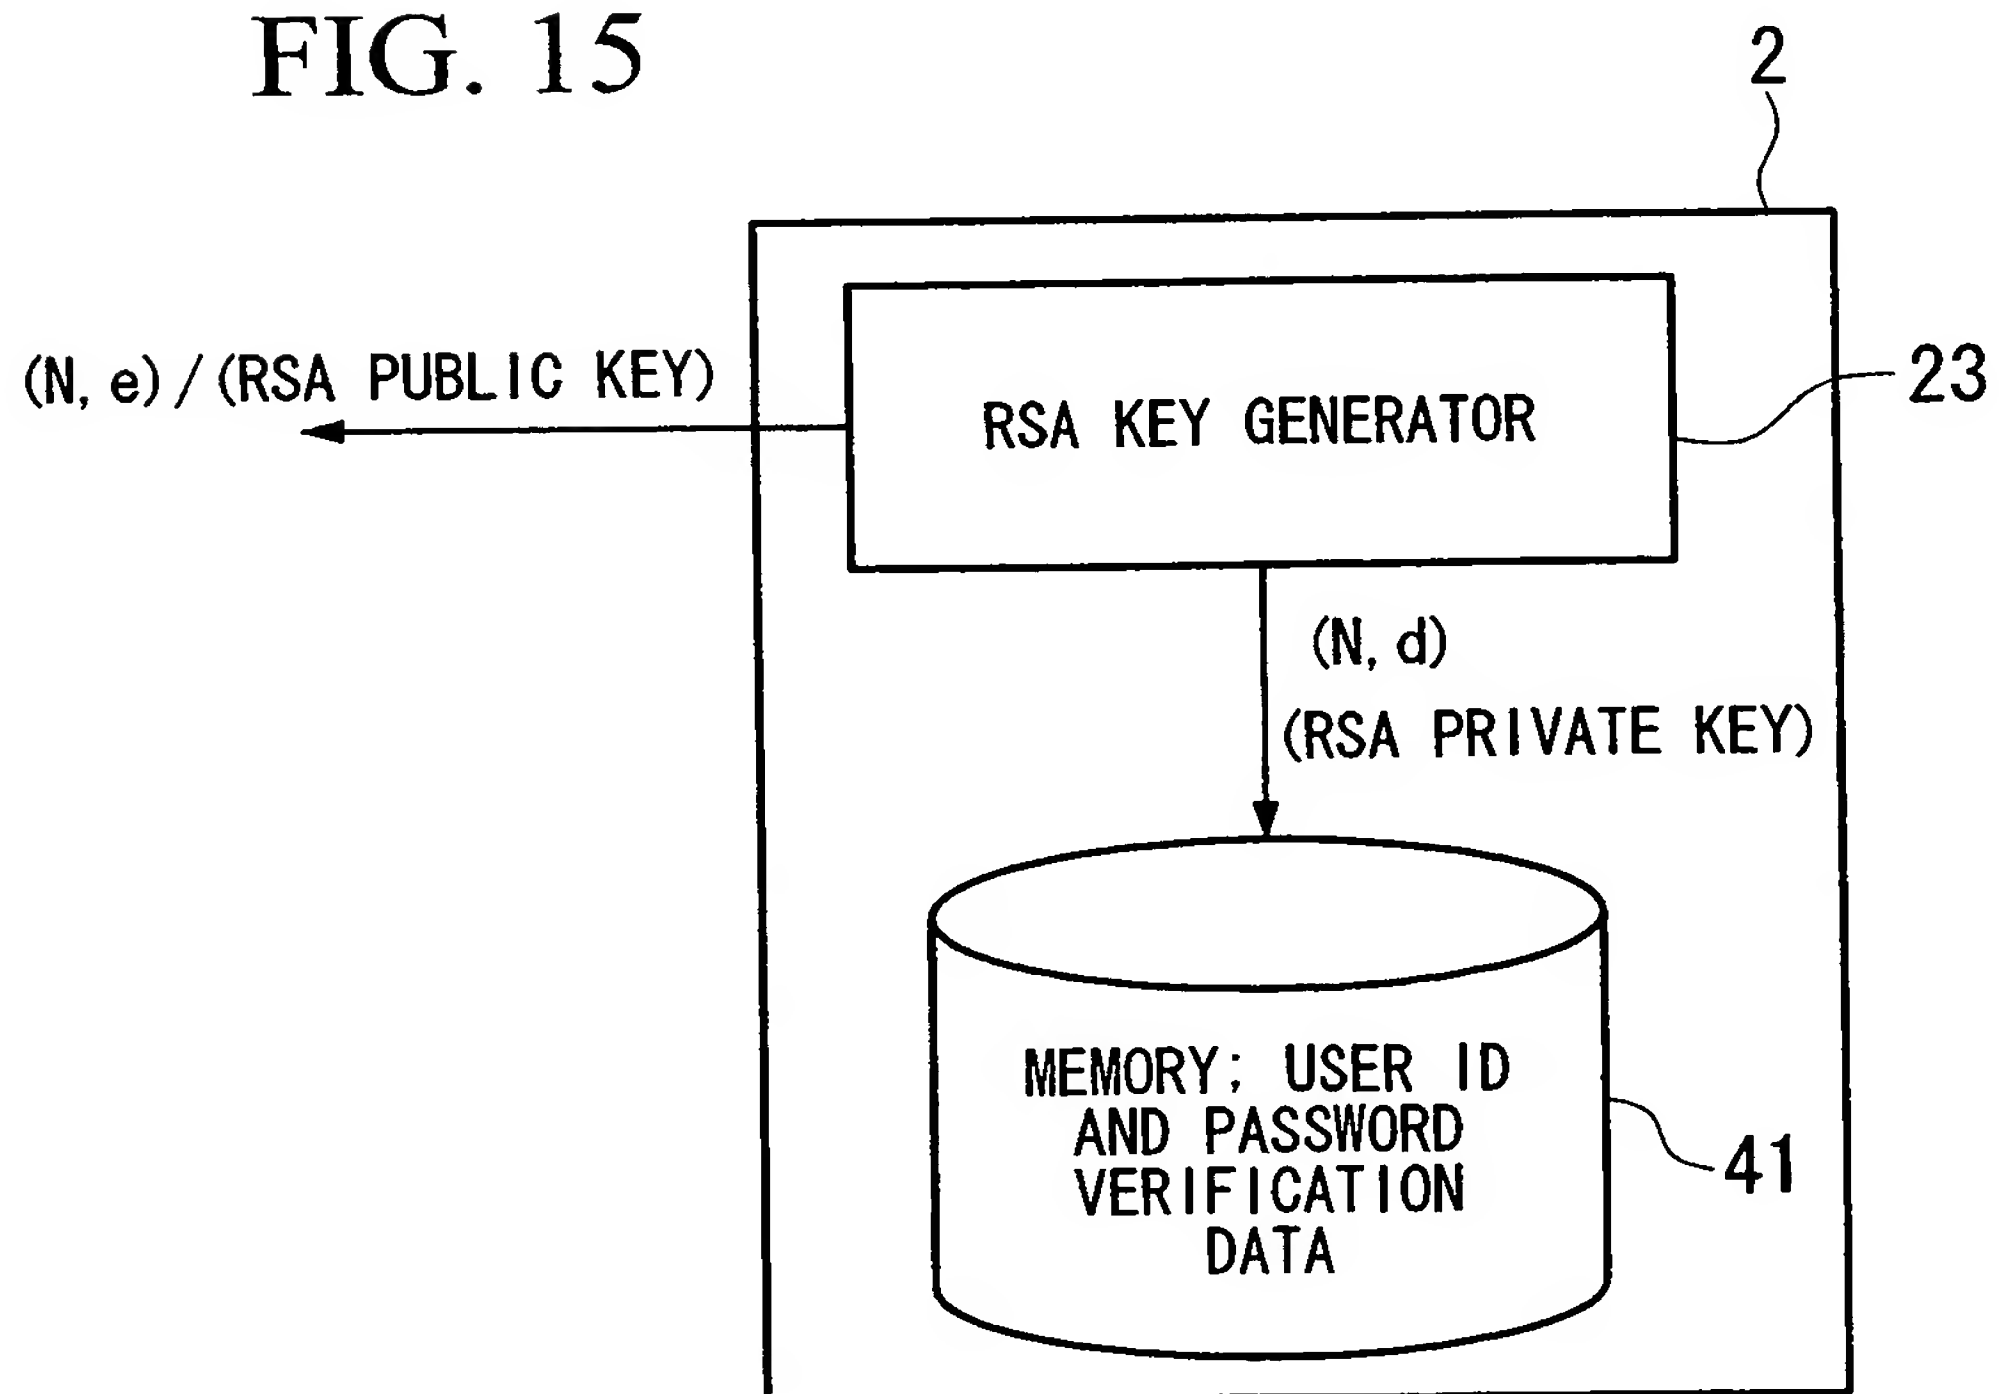 FIG. 15
2
(N, e)/(RSA PUBLIC KEY)
RSA KEY GENERATOR
23
(N, d)
(RSA PRIVATE KEY)
MEMORY; USER ID
AND PASSWORD
VERIFICATION
DATA
41